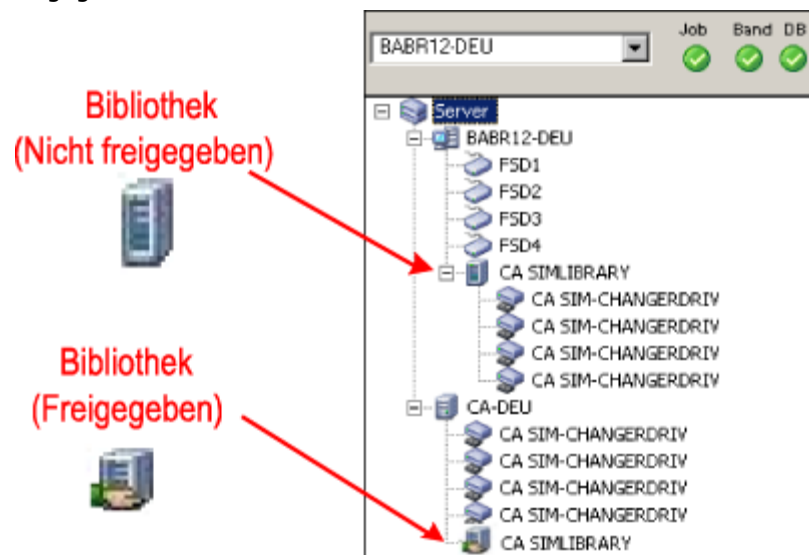 BABR12-DEU
Job Band DB
Bibliothek
(Nicht freigegeben)
Bibliothek
(Freigegeben)
Server
BABR12-DEU
FSD1
FSD2
FSD3
FSD4
CA SIMLIBRARY
CA SIM-CHANGERDRIV
CA SIM-CHANGERDRIV
CA SIM-CHANGERDRIV
CA SIM-CHANGERDRIV
CA-DEU
CA SIM-CHANGERDRIV
CA SIM-CHANGERDRIV
CA SIM-CHANGERDRIV
CA SIM-CHANGERDRIV
CA SIMLIBRARY